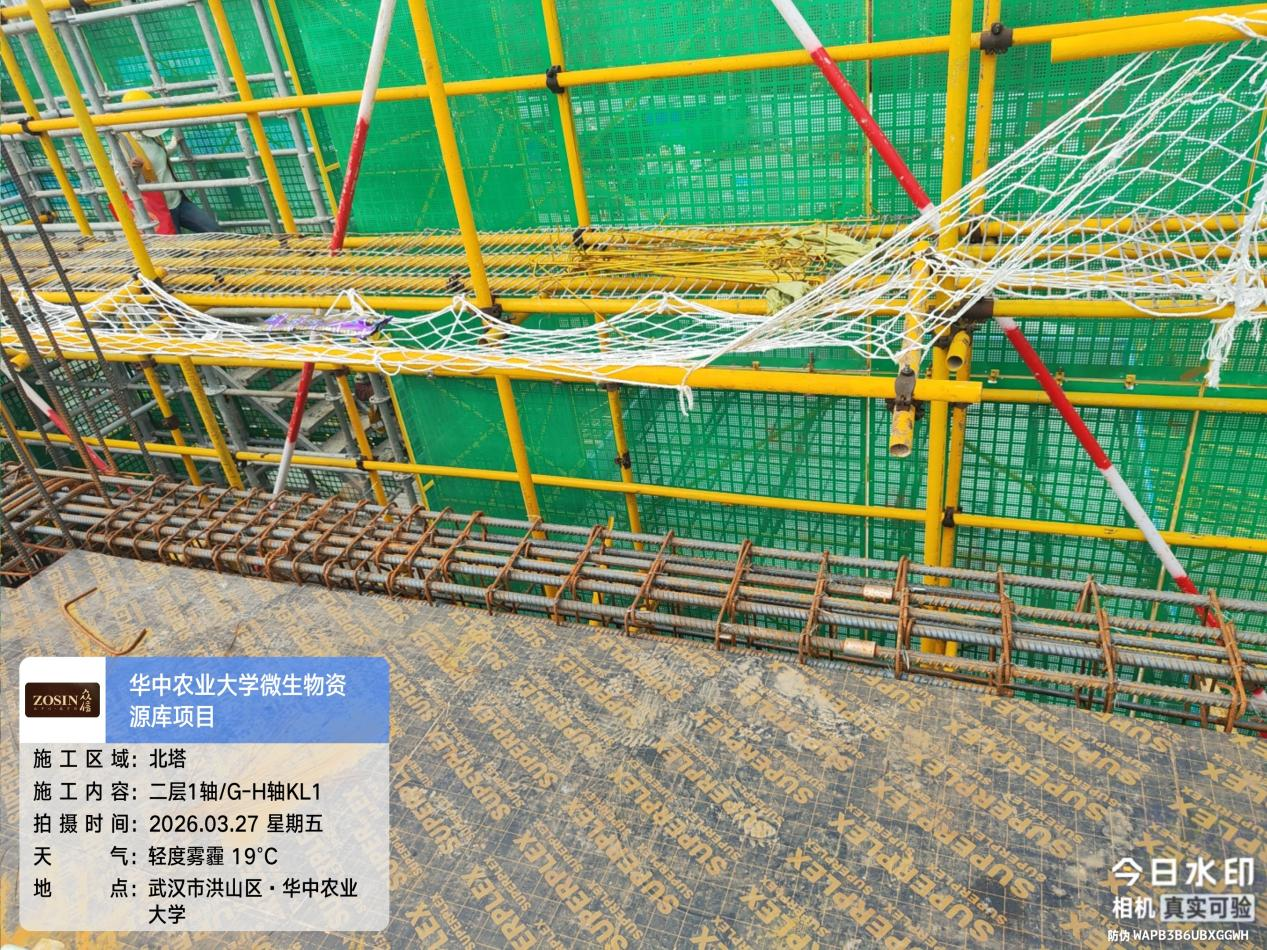 ZOSIN 众信
华中农业大学微生物资
源库项目
施工区域：北塔
施工内容：二层1轴/G-H轴KL1
拍摄时间：2026.03.27 星期五
天气：轻度雾霾 19℃
地点：武汉市洪山区·华中农业
大学
SUPERLEX
SUPLEX
今日水印
相机 真实可验
防伪 WAPB3B6UBXGGWH